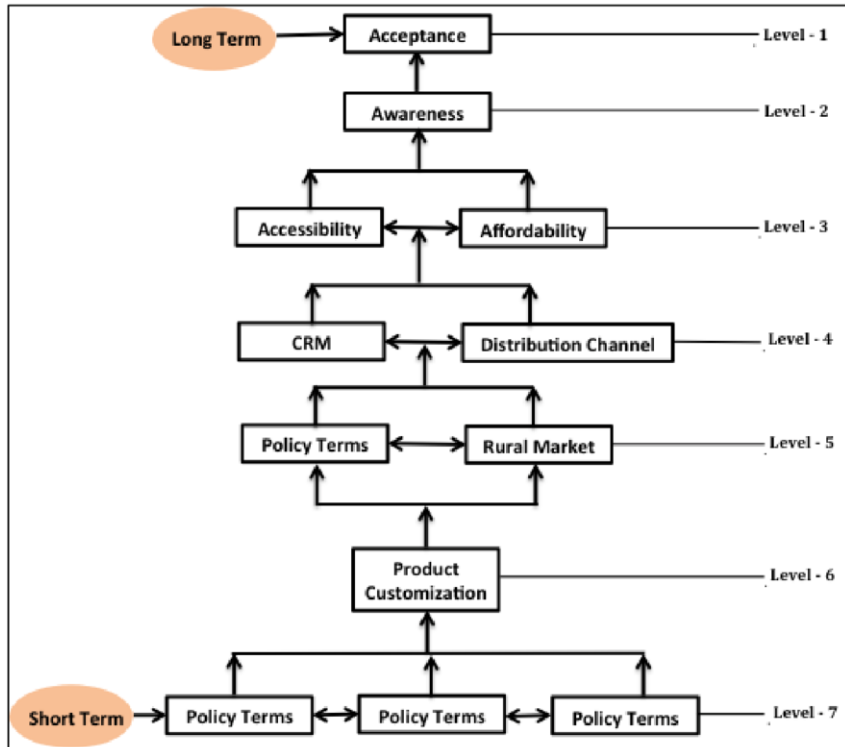 Long Term
Acceptance
Level - 1
Awareness
Level - 2
Accessibility
Affordability
Level - 3
CRM
Distribution Channel
Level - 4
Policy Terms
Rural Market
Level - 5
Product
Customization
Level - 6
Short Term
Policy Terms
Policy Terms
Policy Terms
Level - 7